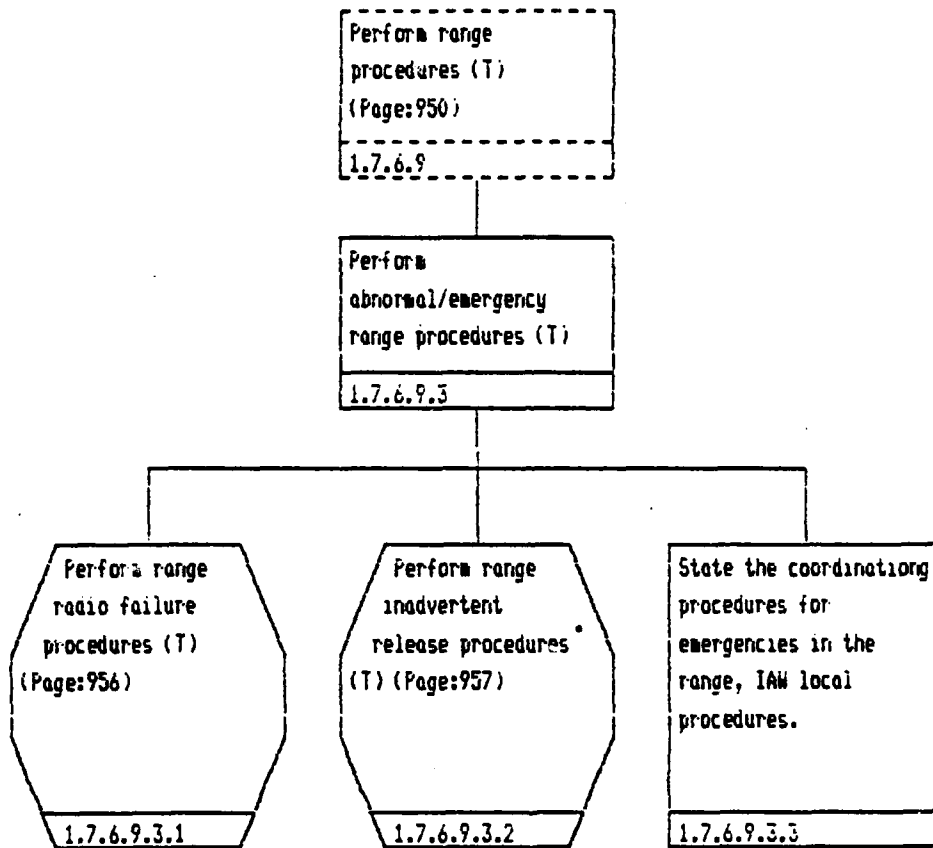 Perform range
procedures (T)
(Page:950)
1.7.6.9
Perform
abnormal/emergency
range procedures (T)
1.7.6.9.3
Perform range
radio failure
procedures (T)
(Page:956)
1.7.6.9.3.1
Perform range
inadvertent
release procedures
(T) (Page:957)
1.7.6.9.3.2
State the coordinationg
procedures for
emergencies in the
range, IAW local
procedures.
1.7.6.9.3.3